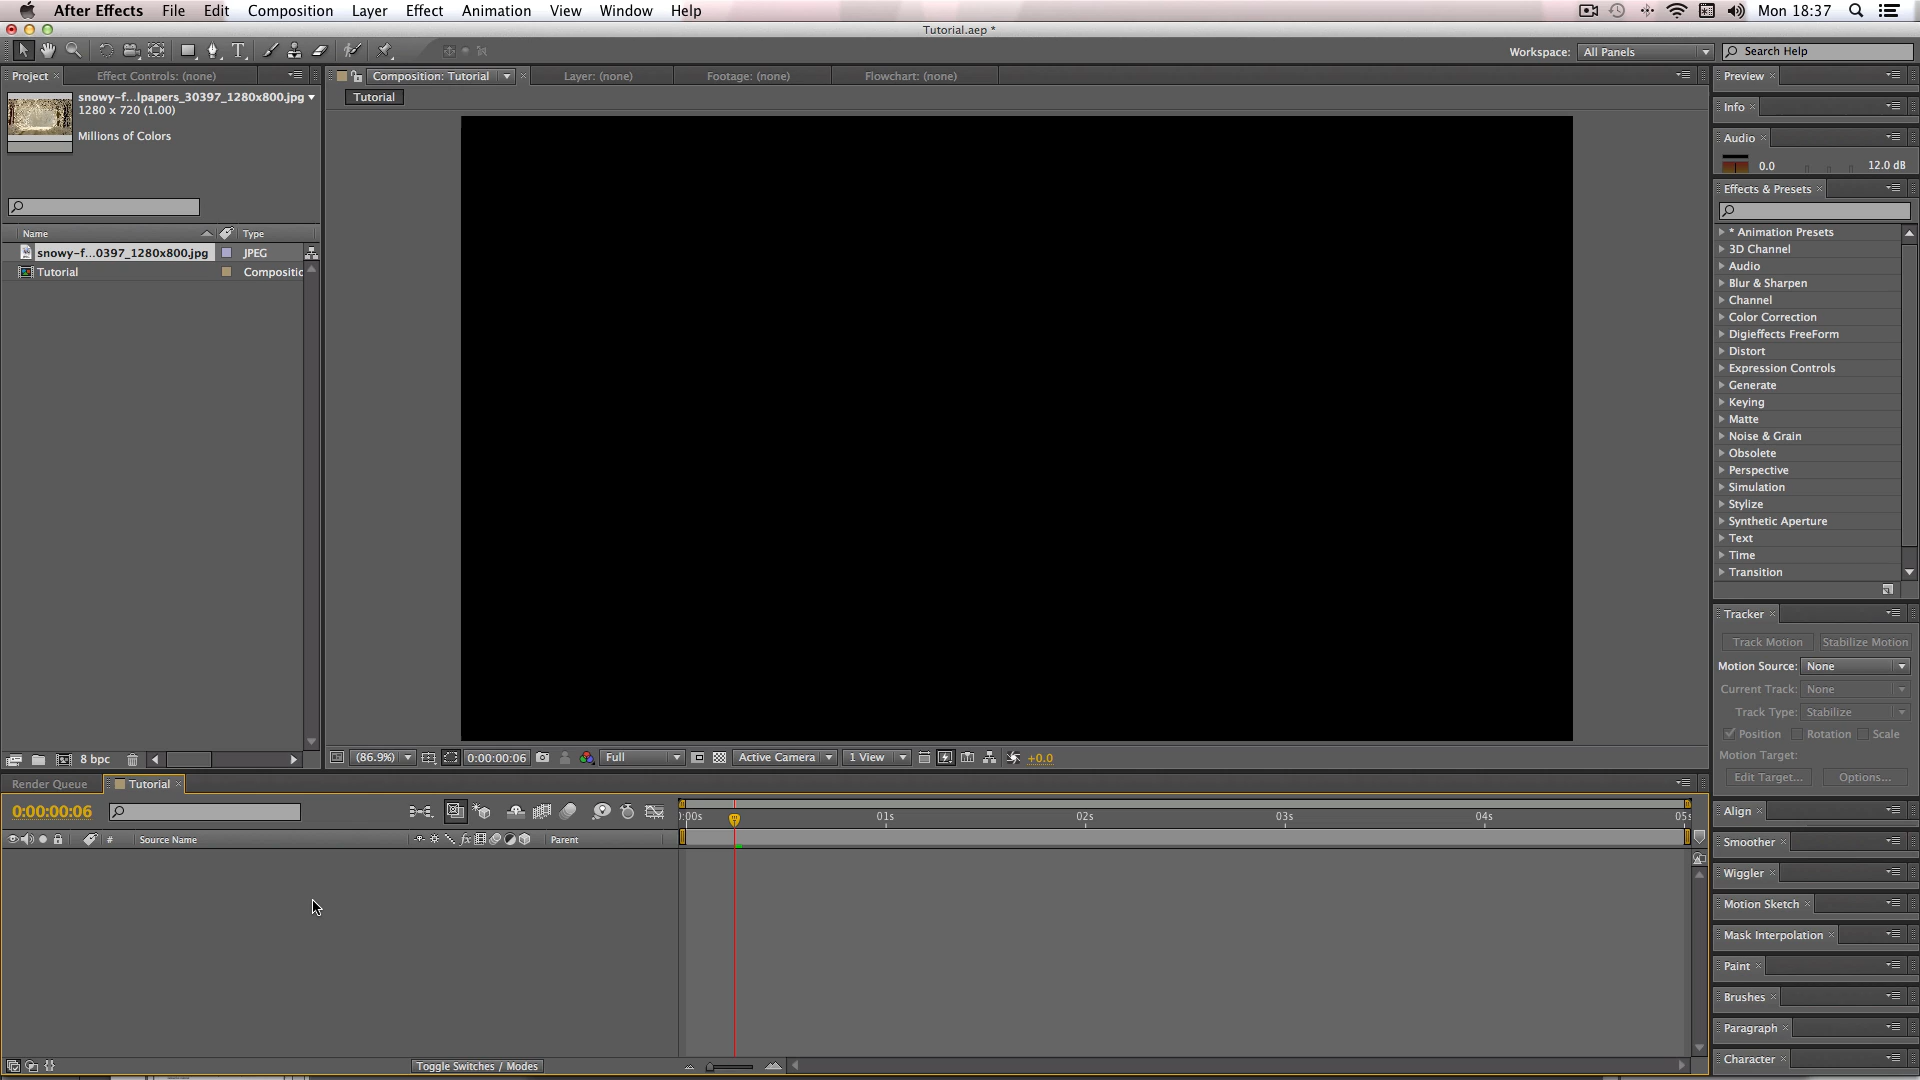 After Effects File Edit Composition Layer Effect Animation View Window Help Mon 18:37
Tutorial.aep *
Workspace: All Panels Search Help
Project Effect Controls: (none) Composition: Tutorial Layer: (none) Footage: (none) Flowchart: (none) Preview
Tutorial
snowy-f...lpapers_30397_1280x800.jpg
1280 x 720 (1.00)
Millions of Colors
Name Type
snowy-f...0397_1280x800.jpg JPEG
Tutorial Compositic
8 bpc
(86.9%) 0:00:00:06 Full Active Camera 1 View +0.0
Info
Audio
0.0 12.0 dB
Effects & Presets
* Animation Presets
3D Channel
Audio
Blur & Sharpen
Channel
Color Correction
Digieffects FreeForm
Distort
Expression Controls
Generate
Keying
Matte
Noise & Grain
Obsolete
Perspective
Simulation
Stylize
Synthetic Aperture
Text
Time
Transition
Tracker
Track Motion Stabilize Motion
Motion Source: None
Current Track: None
Track Type: Stabilize
Position Rotation Scale
Motion Target:
Edit Target... Options...
Align
Smoother
Wiggler
Motion Sketch
Mask Interpolation
Paint
Brushes
Paragraph
Character
Render Queue Tutorial
0:00:00:06
):00s 01s 02s 03s 04s 05s
# Source Name fx Parent
Toggle Switches / Modes